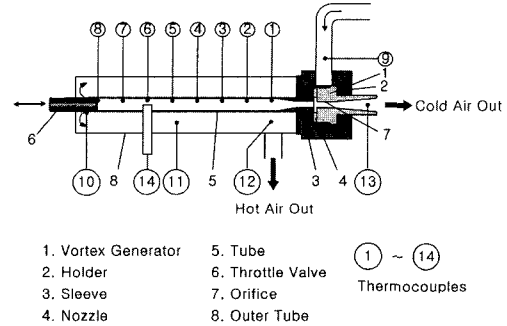 ⑧ ⑦ ⑥ ⑤ ④ ③ ② ①
⑨
1
2
Cold Air Out
6
7
⑩ 8 ⑭ ⑪ 5 ⑫ 3 4 ⑬
Hot Air Out
1. Vortex Generator
2. Holder
3. Sleeve
4. Nozzle
5. Tube
6. Throttle Valve
7. Orifice
8. Outer Tube
① ~ ⑭
Thermocouples